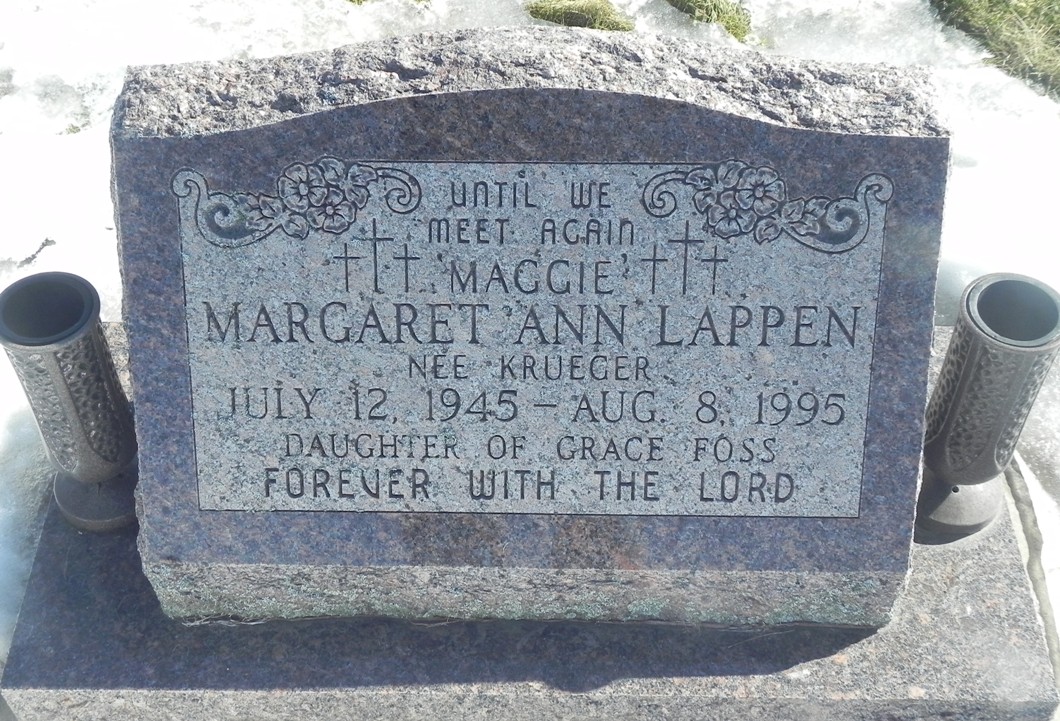 UNTIL WE
MEET AGAIN
'MAGGIE'
MARGARET ANN LAPPEN
NÉE KRUEGER
JULY 12, 1945 – AUG. 8, 1995
DAUGHTER OF GRACE FOSS
FOREVER WITH THE LORD